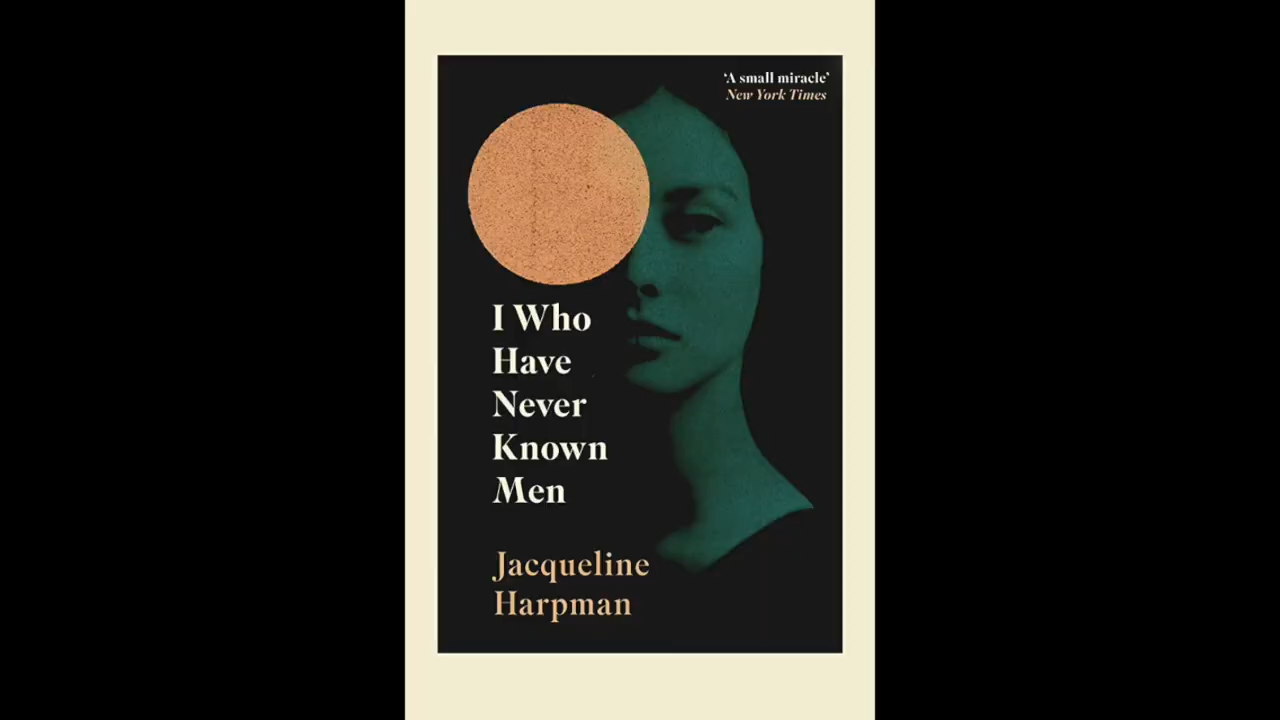 ‘A small miracle’
New York Times
I Who
Have
Never
Known
Men
Jacqueline
Harpman